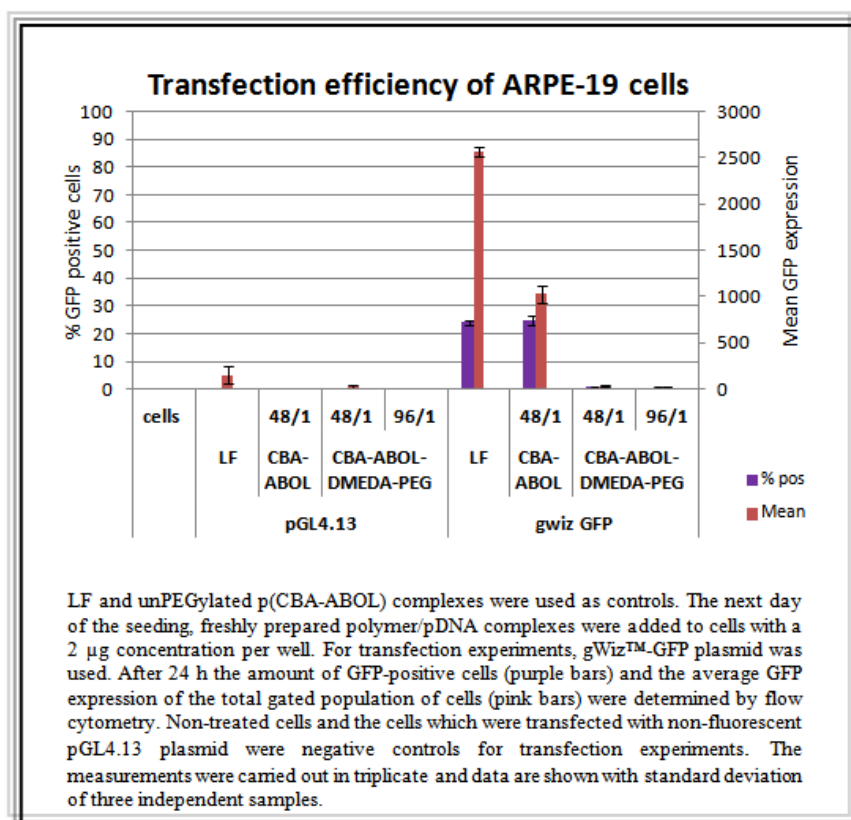 Transfection efficiency of ARPE-19 cells
100
90
80
70
60
50
40
30
20
10
0
% GFP positive cells
3000
2500
2000
1500
1000
500
0
Mean GFP expression
cells
48/1
48/1
96/1
48/1
48/1
96/1
LF
CBA-
ABOL
CBA-ABOL-
DMEDA-PEG
LF
CBA-
ABOL
CBA-ABOL-
DMEDA-PEG
pGL4.13
gwiz GFP
% pos
Mean
LF and unPEGylated p(CBA-ABOL) complexes were used as controls. The next day
of the seeding, freshly prepared polymer/pDNA complexes were added to cells with a
2 µg concentration per well. For transfection experiments, gWiz™-GFP plasmid was
used. After 24 h the amount of GFP-positive cells (purple bars) and the average GFP
expression of the total gated population of cells (pink bars) were determined by flow
cytometry. Non-treated cells and the cells which were transfected with non-fluorescent
pGL4.13 plasmid were negative controls for transfection experiments. The
measurements were carried out in triplicate and data are shown with standard deviation
of three independent samples.